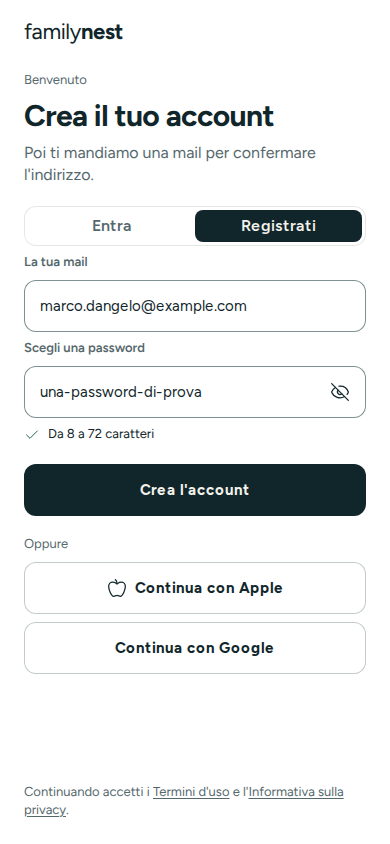 familynest
Benvenuto
Crea il tuo account
Poi ti mandiamo una mail per confermare
l'indirizzo.
Entra
Registrati
La tua mail
marco.dangelo@example.com
Scegli una password
una-password-di-prova
Da 8 a 72 caratteri
Crea l'account
Oppure
Continua con Apple
Continua con Google
Continuando accetti i Termini d'uso e l'Informativa sulla
privacy.